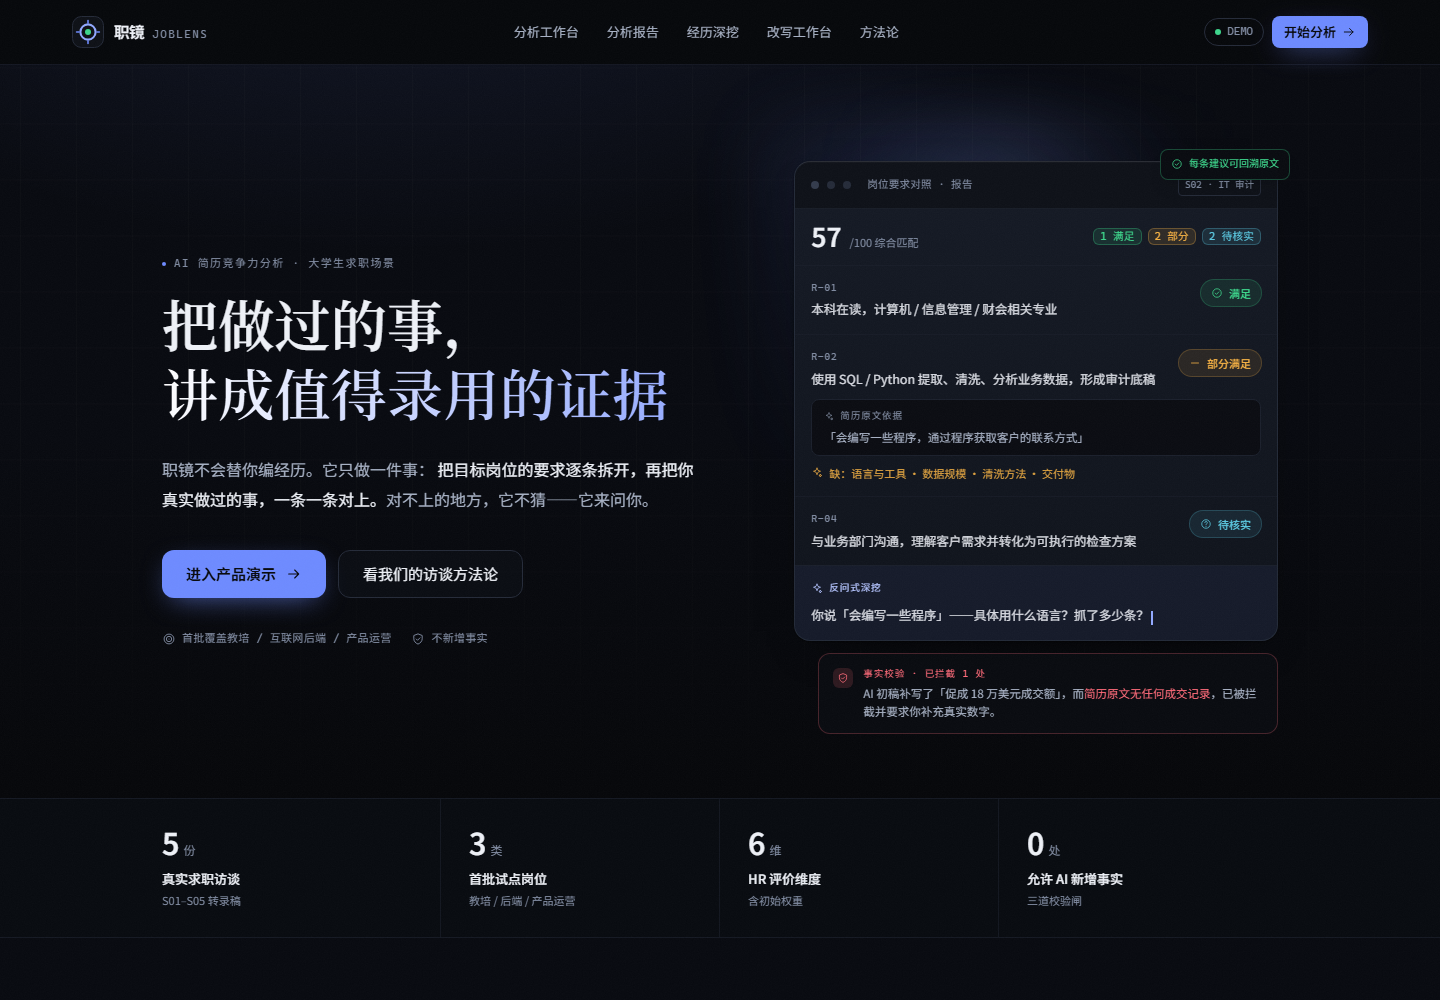 职镜 JOBLENS
分析工作台
分析报告
经历深挖
改写工作台
方法论
DEMO
开始分析
AI 简历竞争力分析 · 大学生求职场景
把做过的事，
讲成值得录用的证据
职镜不会替你编经历。它只做一件事： 把目标岗位的要求逐条拆开，再把你
真实做过的事，一条一条对上。对不上的地方，它不猜——它来问你。
进入产品演示
看我们的访谈方法论
首批覆盖教培 / 互联网后端 / 产品运营
不新增事实
每条建议可回溯原文
岗位要求对照 · 报告
S02 · IT 审计
57 /100 综合匹配
1 满足
2 部分
2 待核实
R-01
本科在读，计算机 / 信息管理 / 财会相关专业
满足
R-02
使用 SQL / Python 提取、清洗、分析业务数据，形成审计底稿
部分满足
简历原文依据
「会编写一些程序，通过程序获取客户的联系方式」
缺：语言与工具 · 数据规模 · 清洗方法 · 交付物
R-04
与业务部门沟通，理解客户需求并转化为可执行的检查方案
待核实
反问式深挖
你说「会编写一些程序」——具体用什么语言？抓了多少条？
事实校验 · 已拦截 1 处
AI 初稿补写了「促成 18 万美元成交额」，而简历原文无任何成交记录，已被拦
截并要求你补充真实数字。
5 份
真实求职访谈
S01–S05 转录稿
3 类
首批试点岗位
教培 / 后端 / 产品运营
6 维
HR 评价维度
含初始权重
0 处
允许 AI 新增事实
三道校验闸